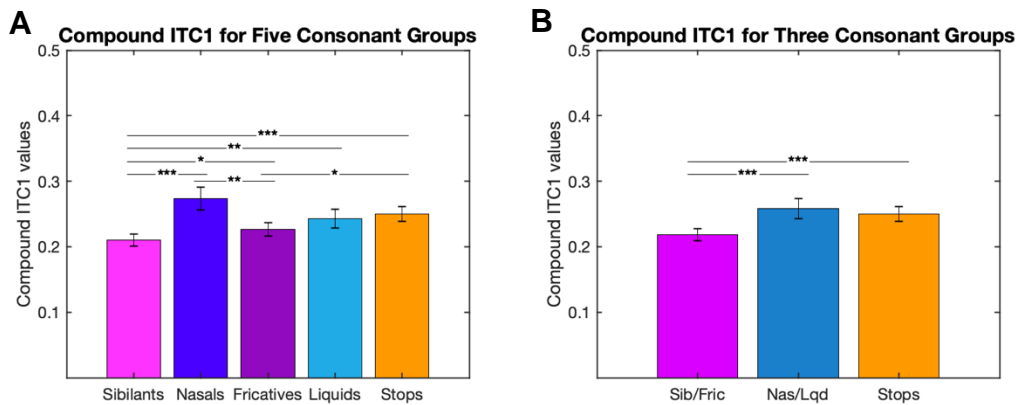 A
Compound ITC1 for Five Consonant Groups
Compound ITC1 values
0.5
0.4
0.3
0.2
0.1
***
**
*
***
**
*
Sibilants Nasals Fricatives Liquids Stops
B
Compound ITC1 for Three Consonant Groups
Compound ITC1 values
0.5
0.4
0.3
0.2
0.1
***
***
Sib/Fric Nas/Lqd Stops